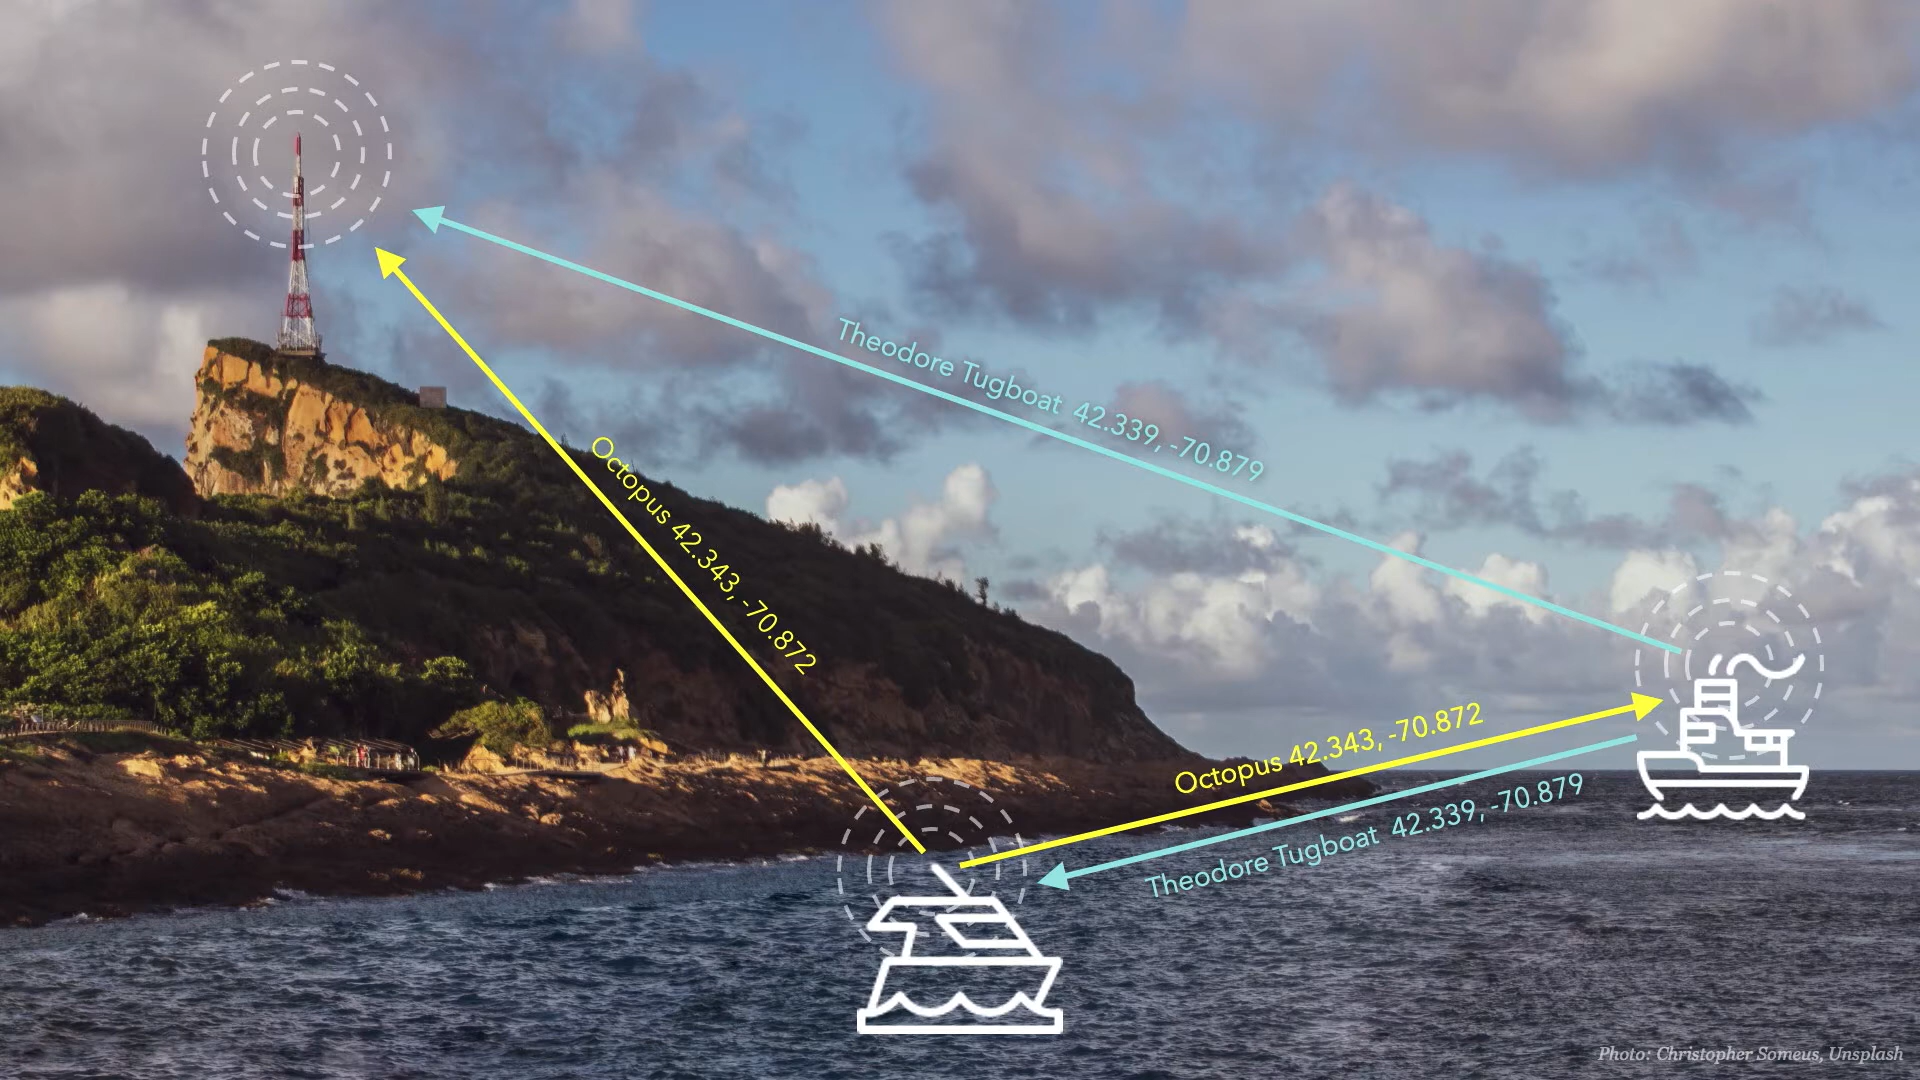 Theodore Tugboat 42.339, -70.879
Octopus 42.343, -70.872
Octopus 42.343, -70.872
Theodore Tugboat 42.339, -70.879
Photo: Christopher Someus, Unsplash